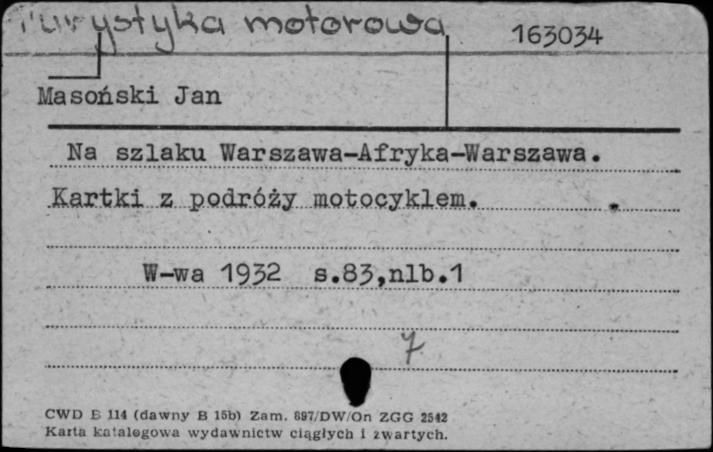 Turystyka motorowa
163034
Masoński Jan
Na szlaku Warszawa-Afryka-Warszawa.
Kartki z podróży motocyklem.
W-wa 1932 s.83,nlb.1
7
CWD B 114 (dawny B 15b) Zam. 897/DW/On ZGG 2542
Karta katalogowa wydawnictw ciągłych i zwartych.